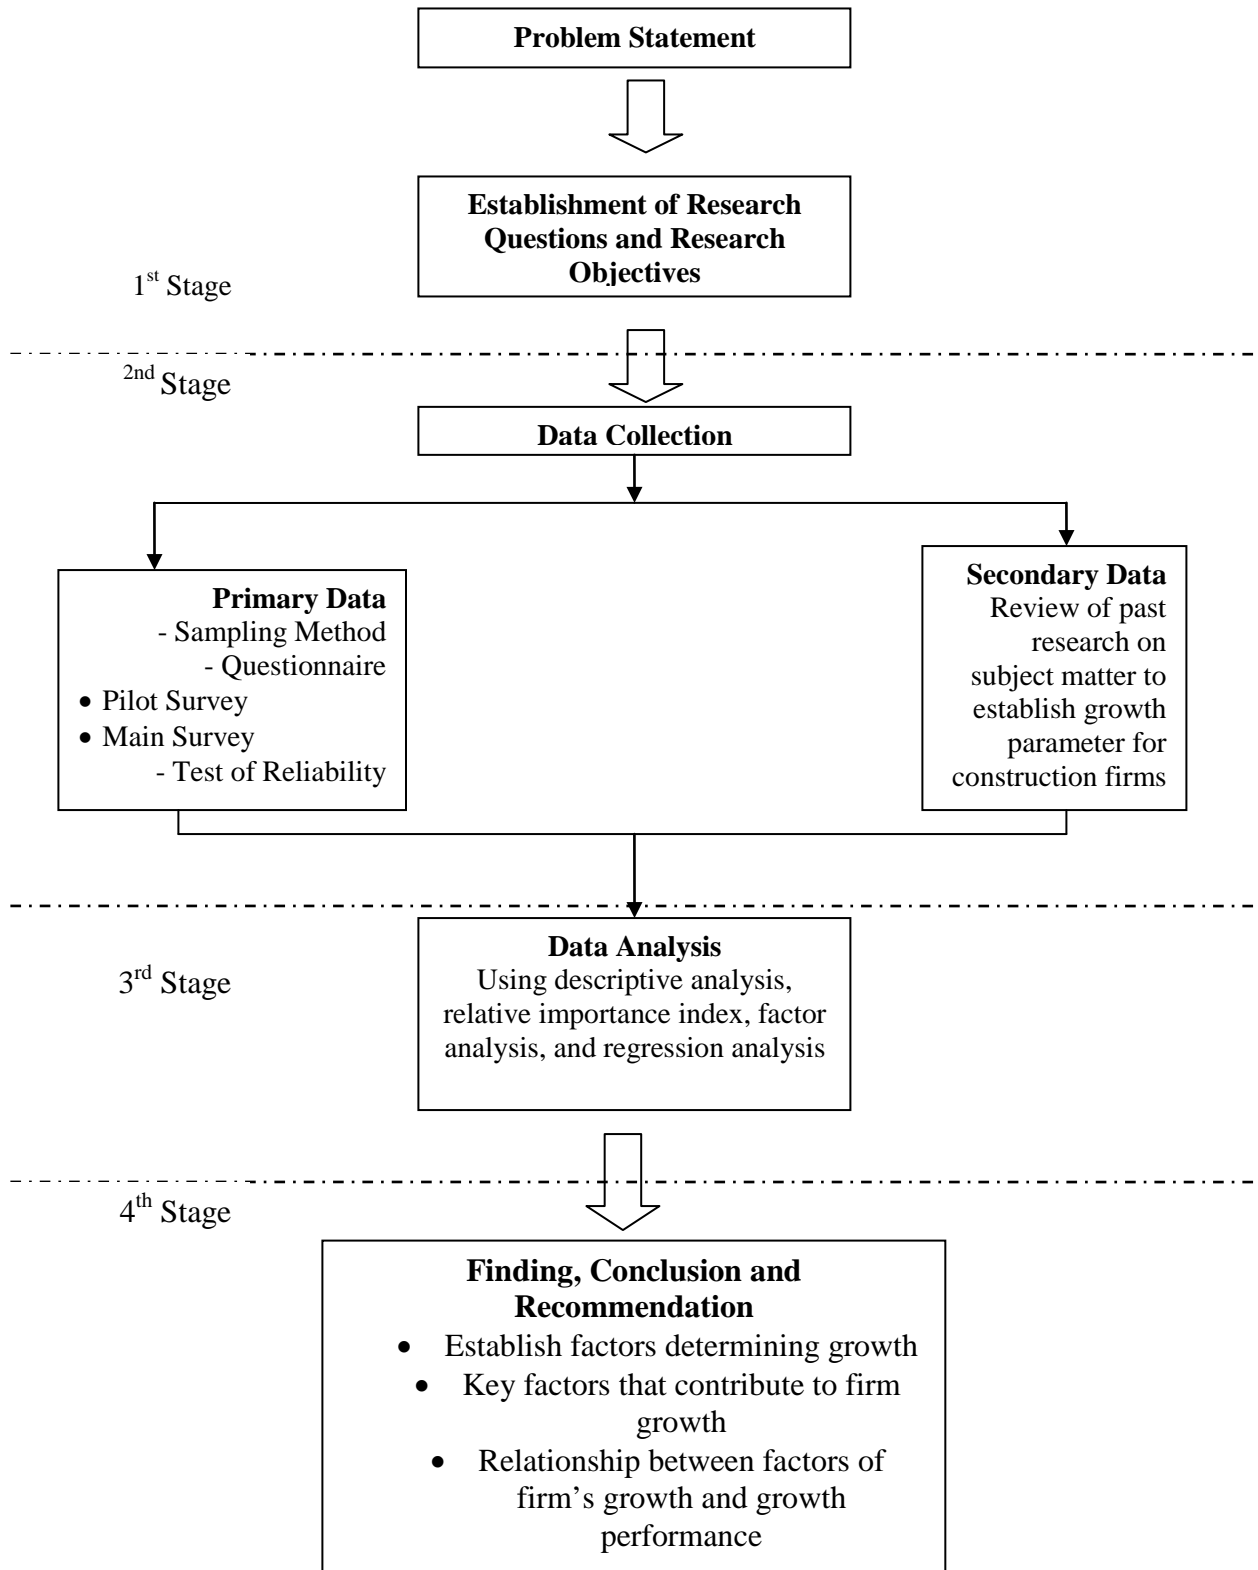 Problem Statement
Establishment of Research
Questions and Research
Objectives
1st Stage
2nd Stage
Data Collection
Primary Data
- Sampling Method
- Questionnaire
• Pilot Survey
• Main Survey
- Test of Reliability
Secondary Data
Review of past
research on
subject matter to
establish growth
parameter for
construction firms
Data Analysis
Using descriptive analysis,
relative importance index, factor
analysis, and regression analysis
3rd Stage
4th Stage
Finding, Conclusion and
Recommendation
• Establish factors determining growth
• Key factors that contribute to firm
growth
• Relationship between factors of
firm's growth and growth
performance